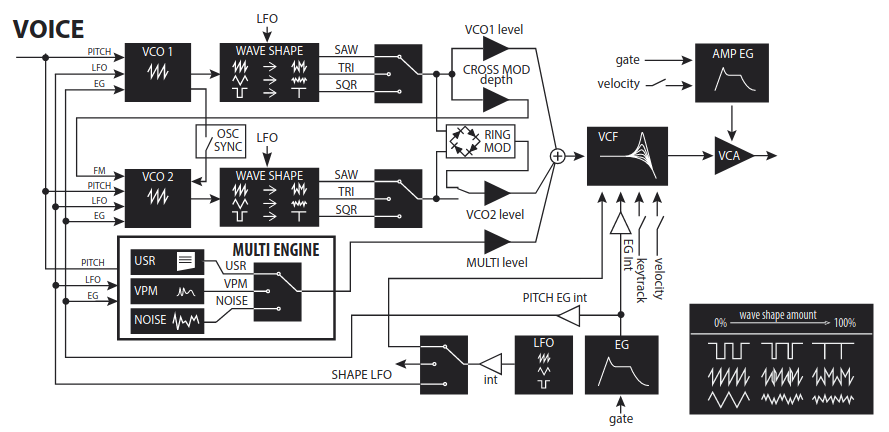 VOICE
LFO
PITCH
LFO
EG
VCO 1
WAVE SHAPE
SAW
TRI
SQR
VCO1 level
CROSS MOD
depth
gate
velocity
AMP EG
OSC
SYNC
LFO
RING
MOD
VCF
VCA
FM
PITCH
LFO
EG
VCO 2
WAVE SHAPE
SAW
TRI
SQR
VCO2 level
MULTI level
MULTI ENGINE
PITCH
LFO
EG
USR
VPM
NOISE
USR
VPM
NOISE
EG Int
keytrack
velocity
PITCH EG int
SHAPE LFO
int
LFO
EG
gate
wave shape amount
0% 100%